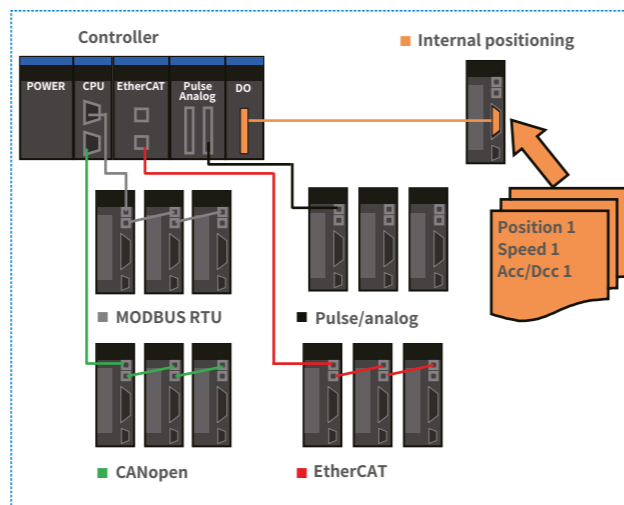 Controller
Internal positioning
POWER
CPU
EtherCAT
Pulse
Analog
DO
Position 1
Speed 1
Acc/Dcc 1
MODBUS RTU
Pulse/analog
CANopen
EtherCAT